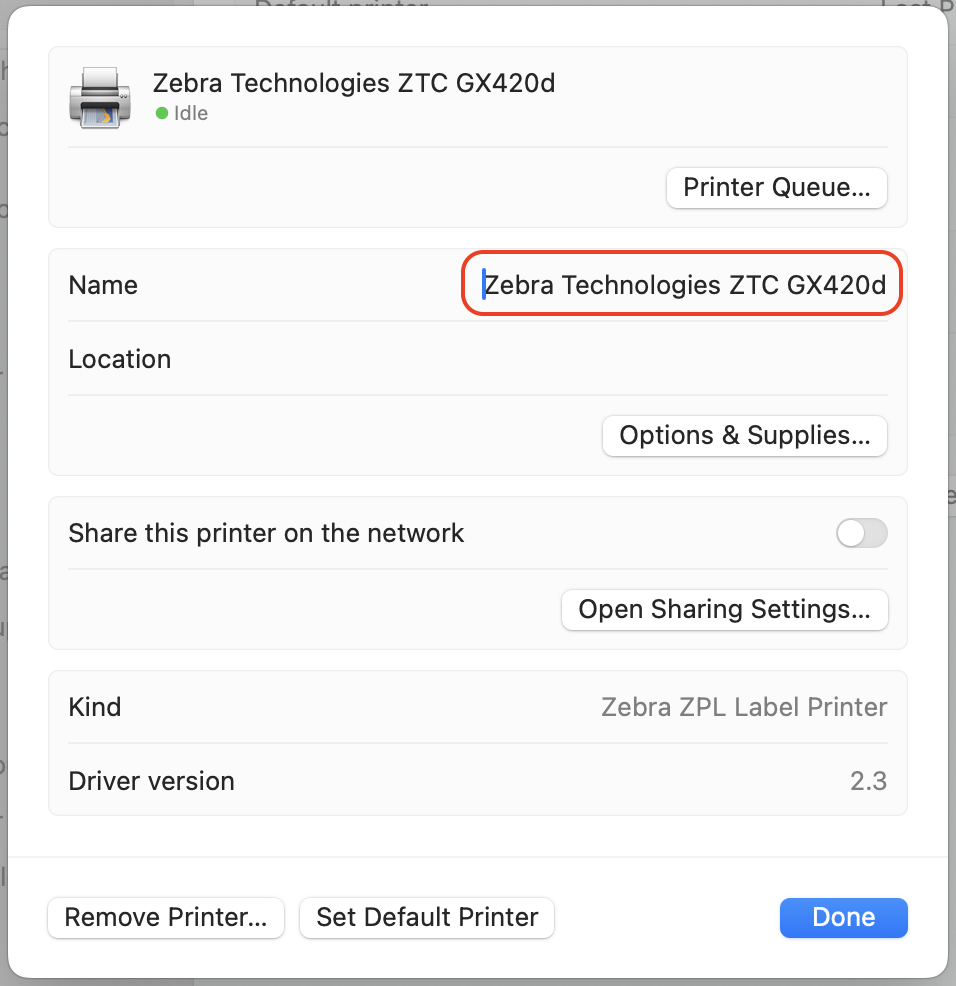 Default printer
Zebra Technologies ZTC GX420d
Idle
Printer Queue...
Name Zebra Technologies ZTC GX420d
Location
Options & Supplies...
Share this printer on the network
Open Sharing Settings...
Kind Zebra ZPL Label Printer
Driver version 2.3
Remove Printer... Set Default Printer Done